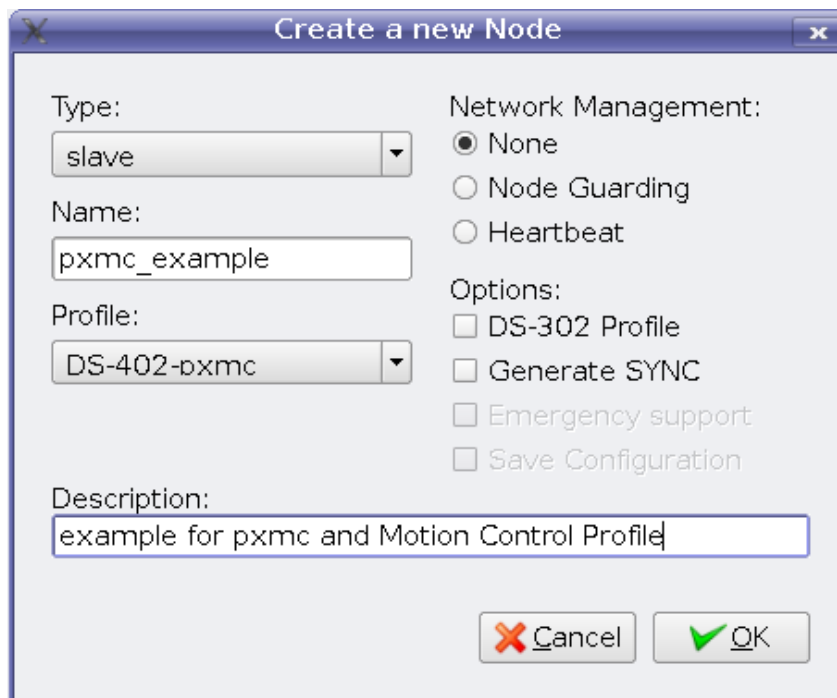 Create a new Node
Type:
slave
Name:
pxmc_example
Profile:
DS-402-pxmc
Network Management:
None
Node Guarding
Heartbeat
Options:
DS-302 Profile
Generate SYNC
Emergency support
Save Configuration
Description:
example for pxmc and Motion Control Profile
Cancel
OK